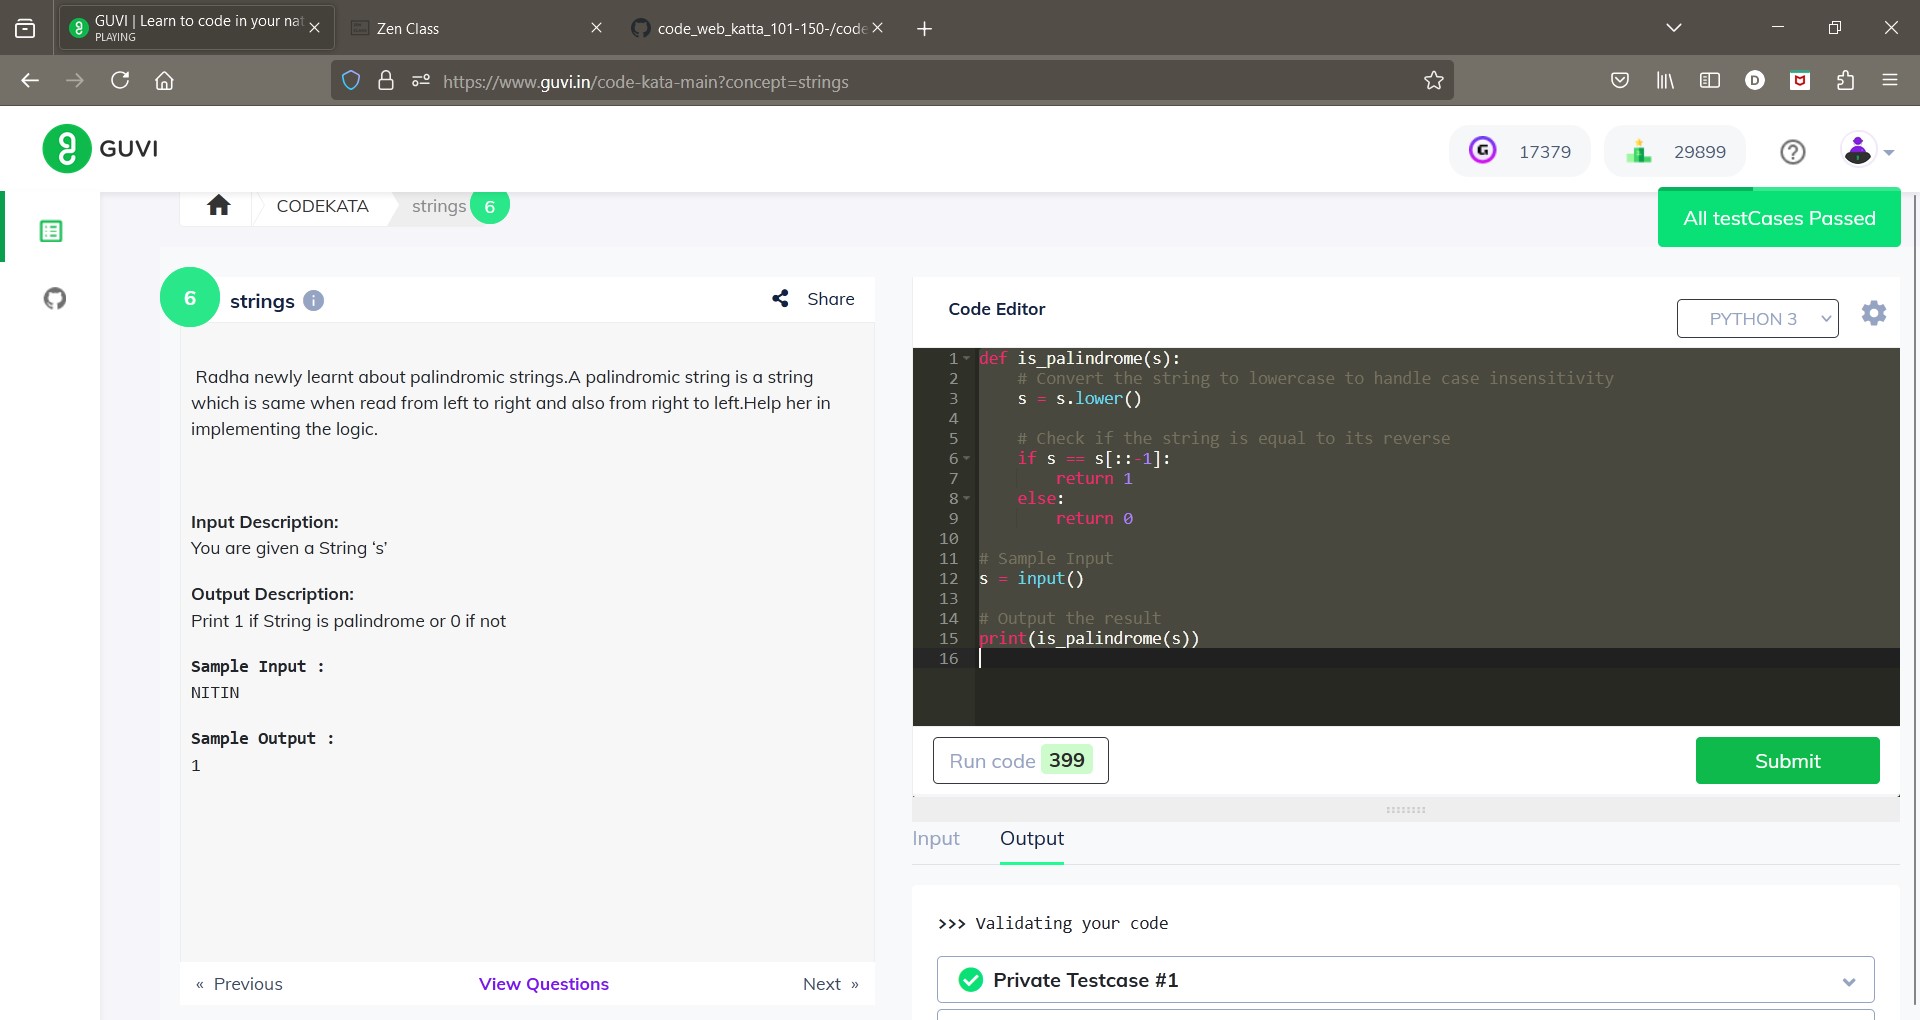 GUVI | Learn to code in your nat
PLAYING
Zen Class
code_web_katta_101-150-/code
https://www.guvi.in/code-kata-main?concept=strings
D
GUVI
G 17379
29899
CODEKATA
strings 6
All testCases Passed
6 strings
Share
Radha newly learnt about palindromic strings.A palindromic string is a string
which is same when read from left to right and also from right to left.Help her in
implementing the logic.
Input Description:
You are given a String ‘s’
Output Description:
Print 1 if String is palindrome or 0 if not
Sample Input :
NITIN
Sample Output :
1
« Previous
View Questions
Next »
Code Editor
PYTHON 3
1 def is_palindrome(s):
2     # Convert the string to lowercase to handle case insensitivity
3     s = s.lower()
4
5     # Check if the string is equal to its reverse
6     if s == s[::-1]:
7         return 1
8     else:
9         return 0
10
11 # Sample Input
12 s = input()
13
14 # Output the result
15 print(is_palindrome(s))
16
Run code 399
Submit
Input
Output
>>> Validating your code
Private Testcase #1